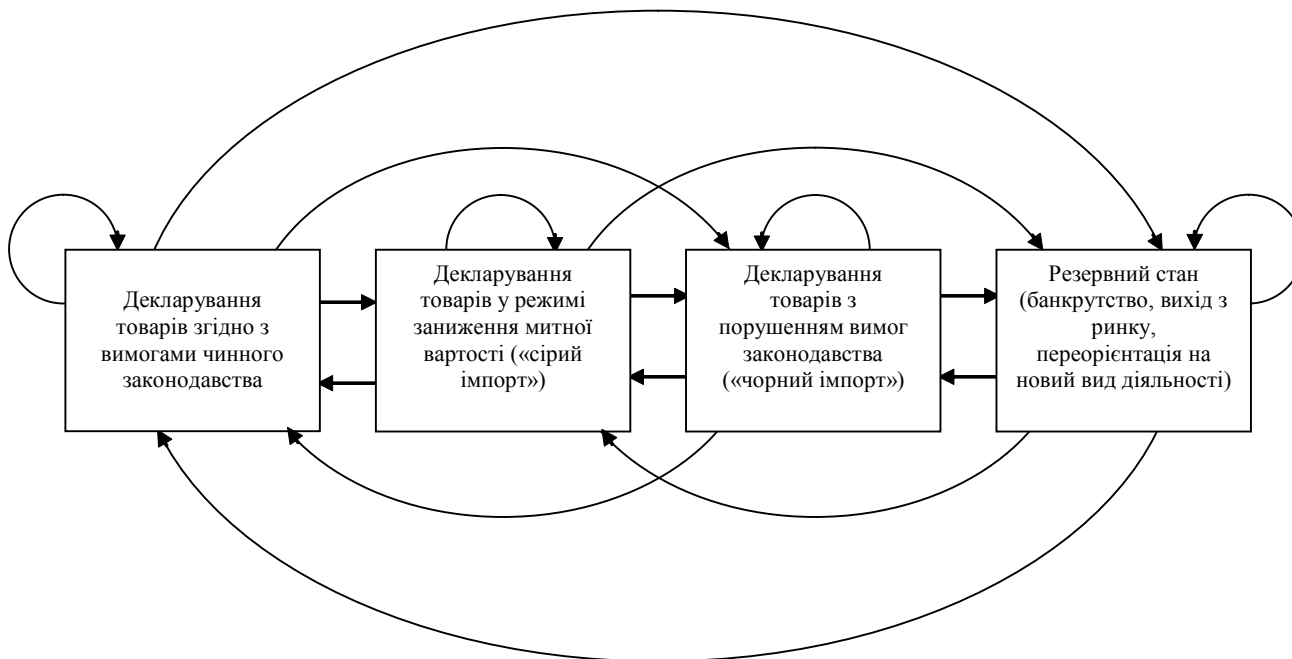 Декларування
товарів згідно з
вимогами чинного
законодавства
Декларування
товарів у режимі
заниження митної
вартості («сірий
імпорт»)
Декларування
товарів з
порушенням вимог
законодавства
(«чорний імпорт»)
Резервний стан
(банкрутство, вихід з
ринку,
переорієнтація на
новий вид діяльності)